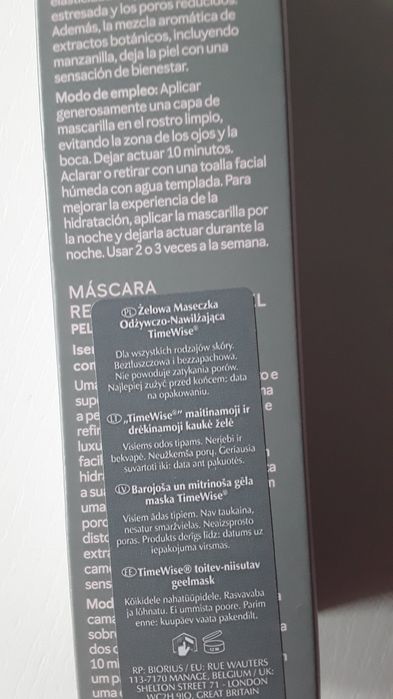 estresada y los poros reducidos.
Además, la mezcla aromática de
extractos botánicos, incluyendo
manzanilla, deja la piel con una
sensación de bienestar.
Modo de empleo: Aplicar
generosamente una capa de
mascarilla en el rostro limpio,
evitando la zona de los ojos y la
boca. Dejar actuar 10 minutos.
Aclarar o retirar con una toalla facial
húmeda con agua templada. Para
mejorar la experiencia de la
hidratación, aplicar la mascarilla por
la noche y dejarla actuar durante la
noche. Usar 2 o 3 veces a la semana.
MÁSCARA
RE
PEL
PL Żelowa Maseczka
Odżywczo-Nawilżająca
TimeWise®
Dla wszystkich rodzajów skóry.
Beztłuszczowa i bezzapachowa.
Nie powoduje zatykania porów.
Najlepiej zużyć przed końcem: data
na opakowaniu.
LT „TimeWise®” maitinamoji ir
drėkinamoji kaukė želė
Visiems odos tipams. Neriebi ir
bekvapė. Neužkemša porų. Geriausia
suvartoti iki: data ant pakuotės.
LV Barojoša un mitrinoša gēla
maska TimeWise®
Visiem ādas tipiem. Nav taukaina,
nesatur smaržvielas. Neaizsprosto
poras. Produkts derīgs līdz: datums uz
iepakojuma virsmas.
EE TimeWise® toitev-niisutav
geelmask
Kõikidele nahatüüpidele. Rasvavaba
ja lõhnatu. Ei ummista poore. Parim
enne: kuupäev vaata pakendilt.
RP: BIORIUS / EU: RUE WAUTERS
113-7170 MANAGE, BELGIUM / UK:
SHELTON STREET 71 - LONDON
WC2H 9JQ, GREAT BRITAIN